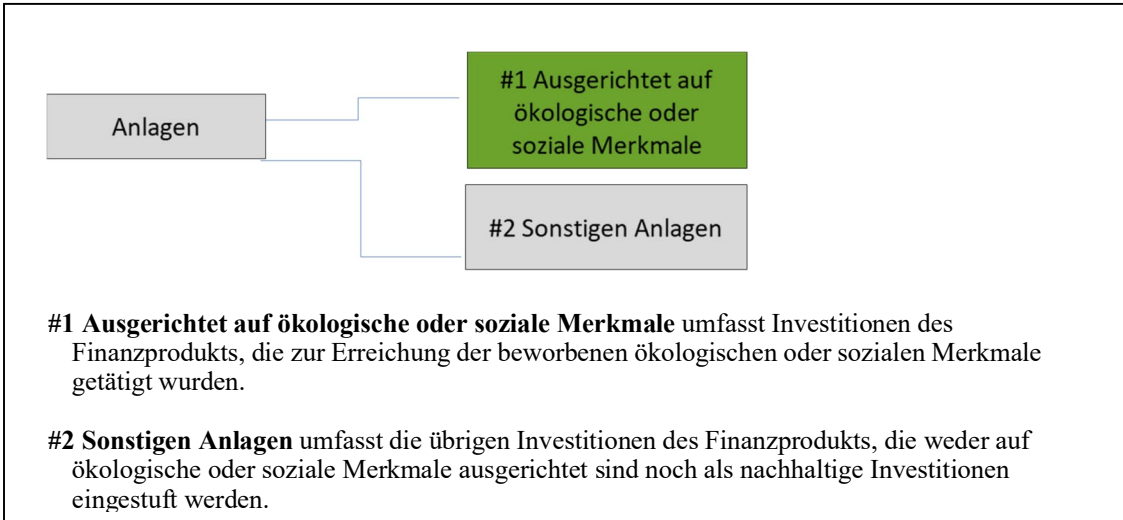 Anlagen
#1 Ausgerichtet auf
ökologische oder
soziale Merkmale
#2 Sonstigen Anlagen
#1 Ausgerichtet auf ökologische oder soziale Merkmale umfasst Investitionen des
Finanzprodukts, die zur Erreichung der beworbenen ökologischen oder sozialen Merkmale
getätigt wurden.
#2 Sonstigen Anlagen umfasst die übrigen Investitionen des Finanzprodukts, die weder auf
ökologische oder soziale Merkmale ausgerichtet sind noch als nachhaltige Investitionen
eingestuft werden.